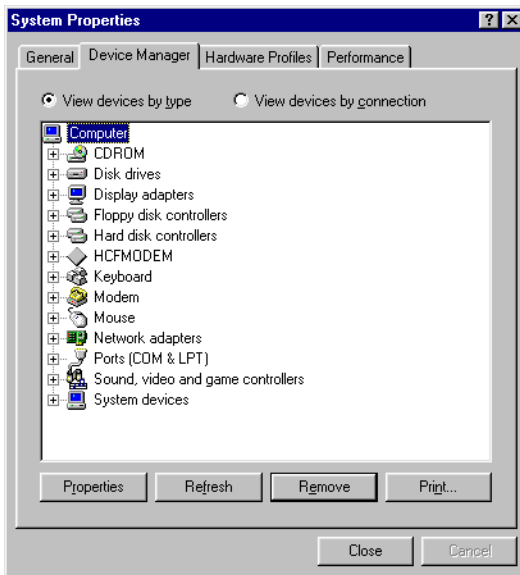 System Properties
General Device Manager Hardware Profiles Performance
View devices by type View devices by connection
Computer
CDROM
Disk drives
Display adapters
Floppy disk controllers
Hard disk controllers
HCFMODEM
Keyboard
Modem
Mouse
Network adapters
Ports (COM & LPT)
Sound, video and game controllers
System devices
Properties Refresh Remove Print...
Close Cancel